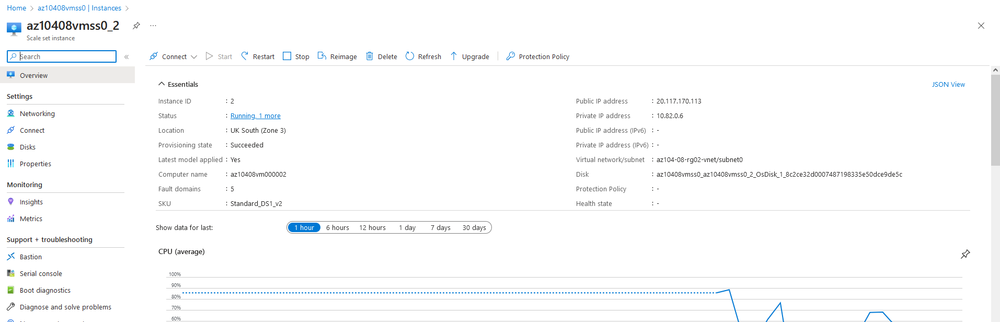 Home > az10408vmss0 | Instances >
az10408vmss0_2
Scale set instance
Search
Overview
Settings
Networking
Connect
Disks
Properties
Monitoring
Insights
Metrics
Support + troubleshooting
Bastion
Serial console
Boot diagnostics
Diagnose and solve problems
Connect Start Restart Stop Reimage Delete Refresh Upgrade Protection Policy
Essentials
JSON View
Instance ID : 2
Status : Running, 1 more
Location : UK South (Zone 3)
Provisioning state : Succeeded
Latest model applied : Yes
Computer name : az10408vm000002
Fault domains : 5
SKU : Standard_DS1_v2
Public IP address : 20.117.170.113
Private IP address : 10.82.0.6
Public IP address (IPv6) : -
Private IP address (IPv6) : -
Virtual network/subnet : az104-08-rg02-vnet/subnet0
Disk : az10408vmss0_az10408vmss0_2_OsDisk_1_8c2ce32d0007487198335e50dce9de5c
Protection Policy : -
Health state : -
Show data for last: 1 hour 6 hours 12 hours 1 day 7 days 30 days
CPU (average)
100%
90%
80%
70%
60%